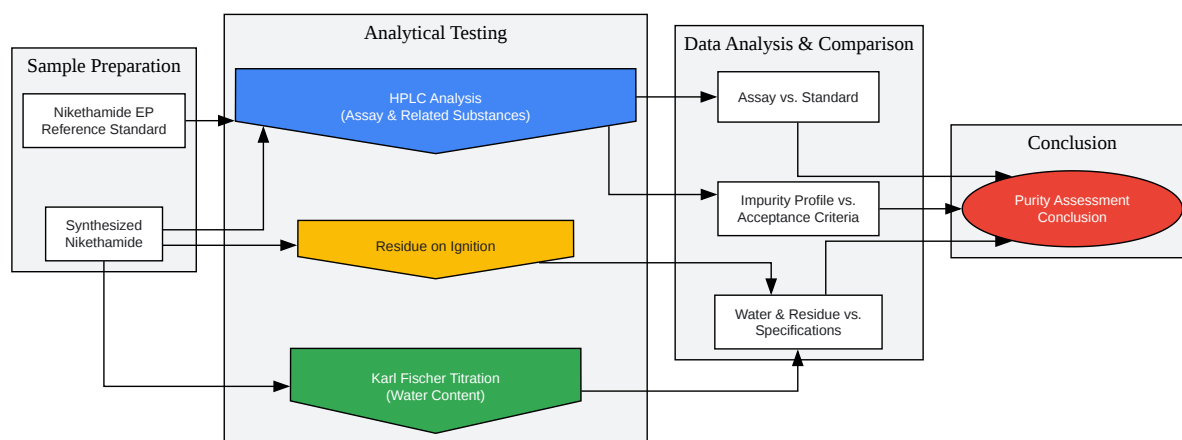 Sample Preparation
Nikethamide EP
Reference Standard
Synthesized
Nikethamide
Analytical Testing
HPLC Analysis
(Assay & Related Substances)
Residue on Ignition
Karl Fischer Titration
(Water Content)
Data Analysis & Comparison
Assay vs. Standard
Impurity Profile vs.
Acceptance Criteria
Water & Residue vs.
Specifications
Conclusion
Purity Assessment
Conclusion